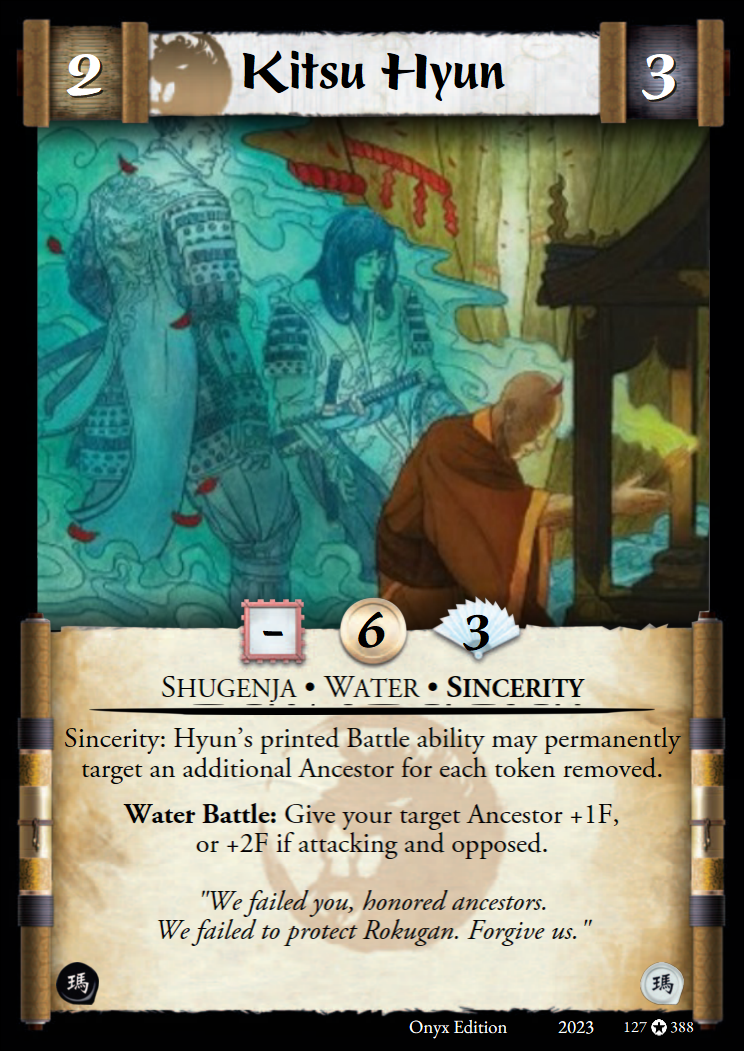 2
Kitsu Hyun
3
-
6
3
SHUGENJA • WATER • SINCERITY
Sincerity: Hyun's printed Battle ability may permanently
target an additional Ancestor for each token removed.
Water Battle: Give your target Ancestor +1F,
or +2F if attacking and opposed.
"We failed you, honored ancestors.
We failed to protect Rokugan. Forgive us."
瑪
瑪
Onyx Edition 2023 127 ✪ 388